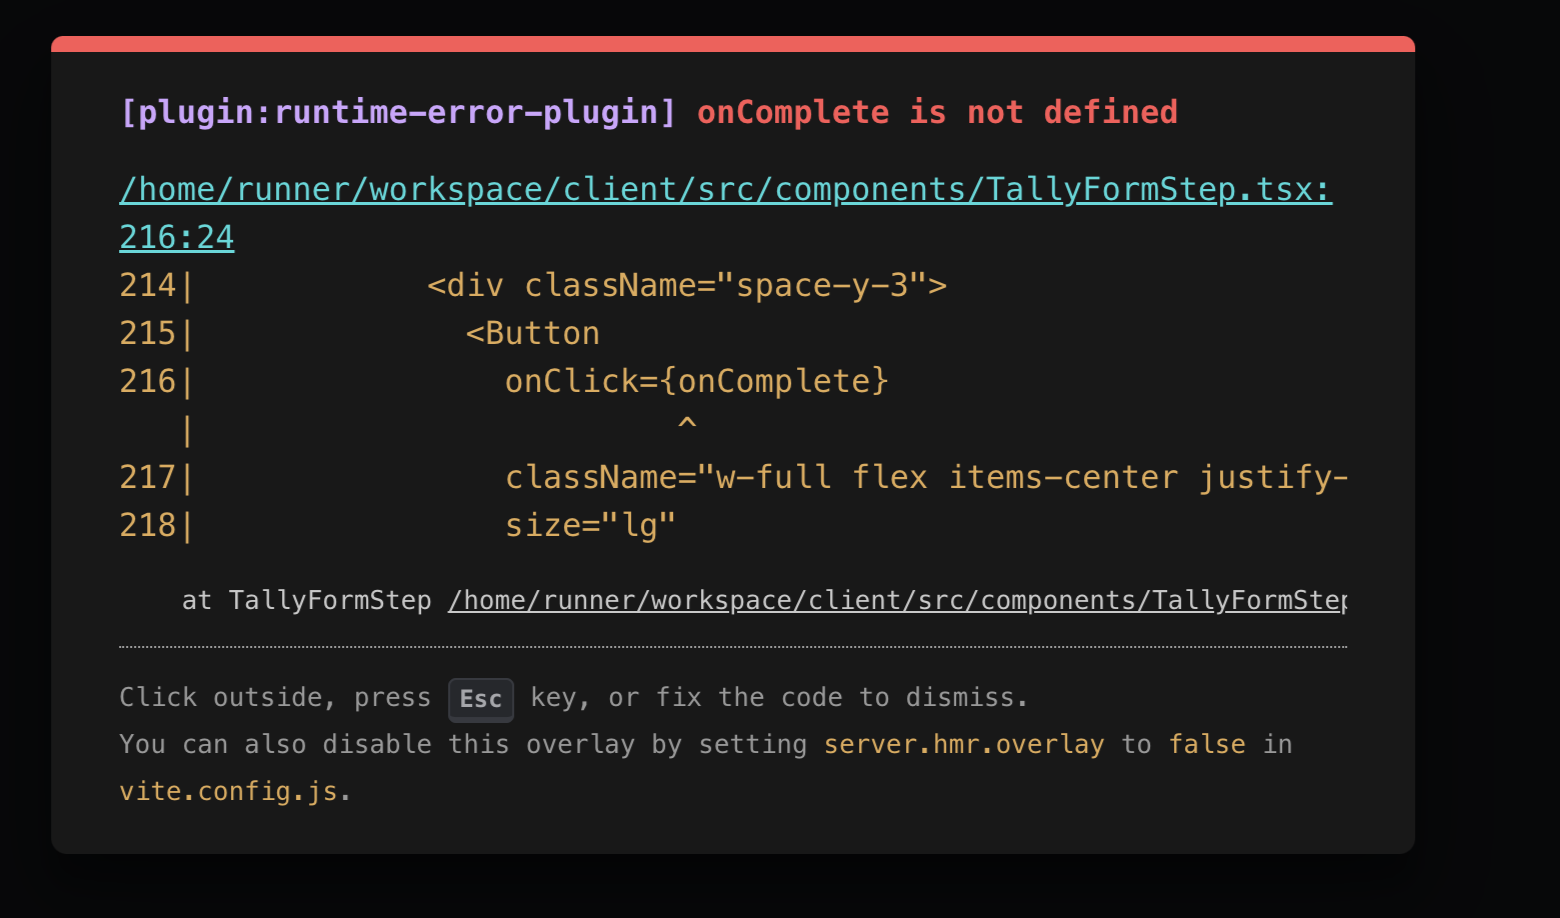 [plugin:runtime-error-plugin] onComplete is not defined
/home/runner/workspace/client/src/components/TallyFormStep.tsx:
216:24
214|            <div className="space-y-3">
215|              <Button
216|                onClick={onComplete}
   |                         ^
217|                className="w-full flex items-center justify-
218|                size="lg"
at TallyFormStep /home/runner/workspace/client/src/components/TallyFormStep
Click outside, press Esc key, or fix the code to dismiss.
You can also disable this overlay by setting server.hmr.overlay to false in
vite.config.js.